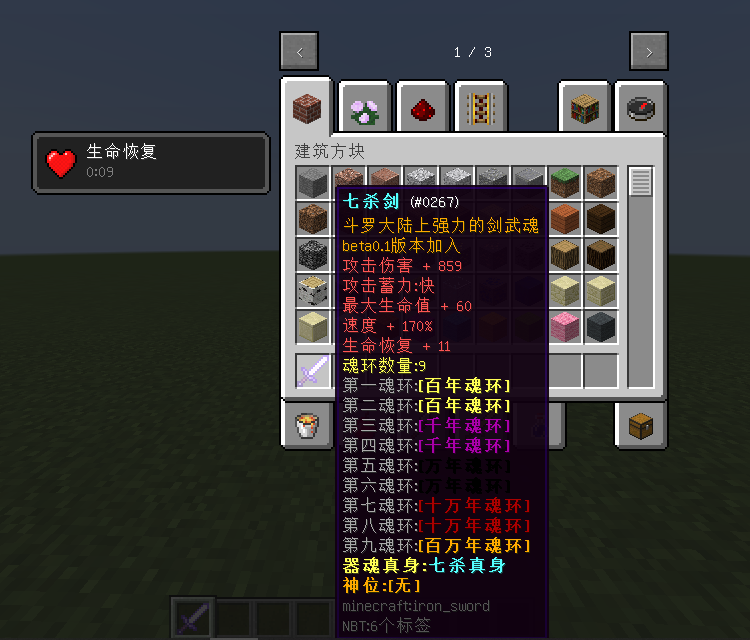 1 / 3
生命恢复
0:09
建筑方块
七杀剑 (#0267)
斗罗大陆上强力的剑武魂
beta0.1版本加入
攻击伤害 + 859
攻击蓄力:快
最大生命值 + 60
速度 + 170%
生命恢复 + 11
魂环数量:9
第一魂环:[百年魂环]
第二魂环:[百年魂环]
第三魂环:[千年魂环]
第四魂环:[千年魂环]
第五魂环:[万年魂环]
第六魂环:[万年魂环]
第七魂环:[十万年魂环]
第八魂环:[十万年魂环]
第九魂环:[百万年魂环]
器魂真身:七杀真身
神位:[无]
minecraft:iron_sword
NBT:6个标签